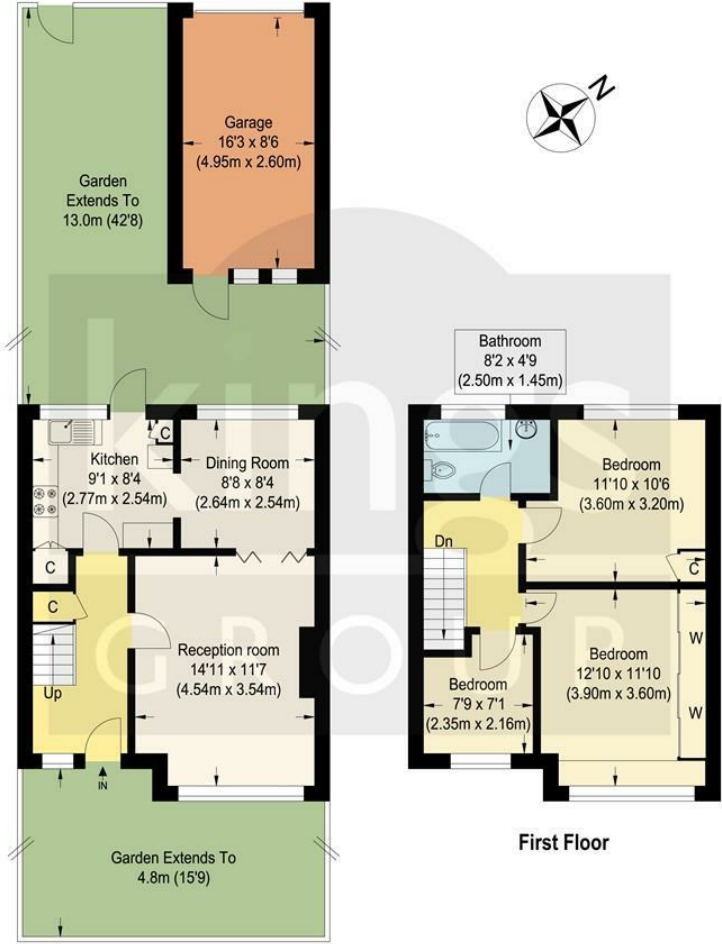 Garage
16'3 x 8'6
(4.95m x 2.60m)
N
Garden
Extends To
13.0m (42'8)
Bathroom
8'2 x 4'9
(2.50m x 1.45m)
kings
GROUP
C
Kitchen
9'1 x 8'4
(2.77m x 2.54m)
Dining Room
8'8 x 8'4
(2.64m x 2.54m)
Bedroom
11'10 x 10'6
(3.60m x 3.20m)
Dn
C
C
C
Reception room
14'11 x 11'7
(4.54m x 3.54m)
Up
IN
Bedroom
12'10 x 11'10
(3.90m x 3.60m)
W
W
Bedroom
7'9 x 7'1
(2.35m x 2.16m)
Garden Extends To
4.8m (15'9)
First Floor